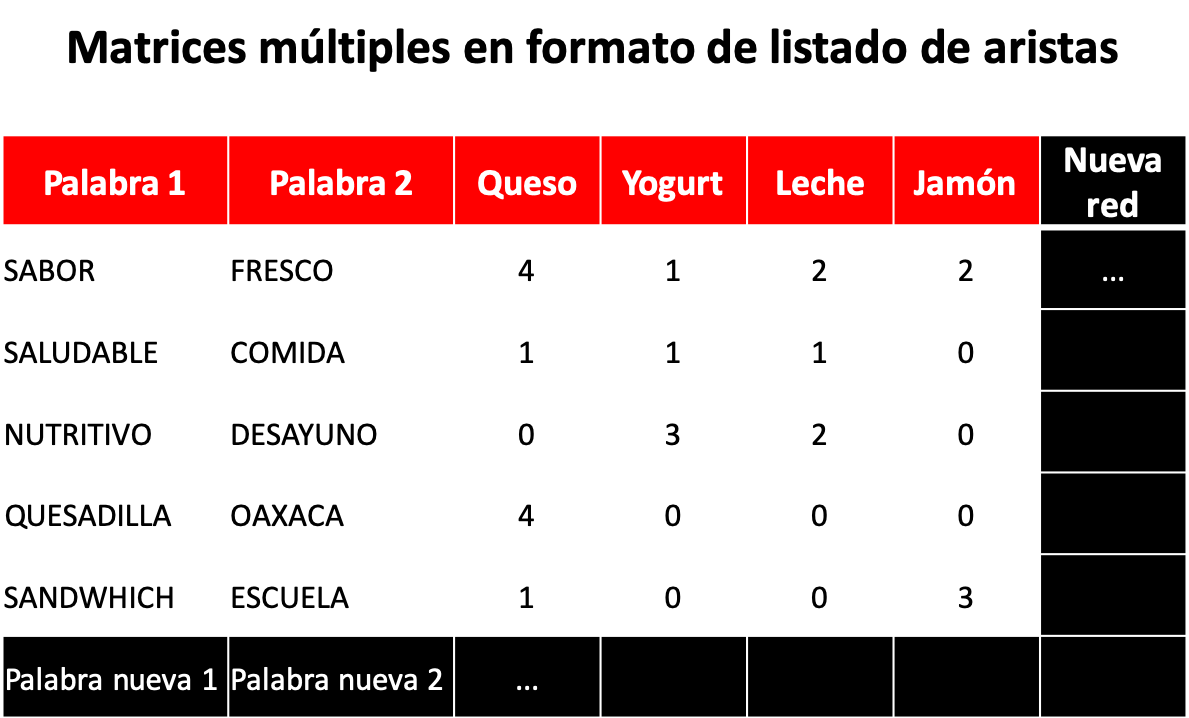 Matrices múltiples en formato de listado de aristas
Palabra 1 Palabra 2 Queso Yogurt Leche Jamón Nueva red
SABOR FRESCO 4 1 2 2 ...
SALUDABLE COMIDA 1 1 1 0
NUTRITIVO DESAYUNO 0 3 2 0
QUESADILLA OAXACA 4 0 0 0
SANDWHICH ESCUELA 1 0 0 3
Palabra nueva 1 Palabra nueva 2 ...